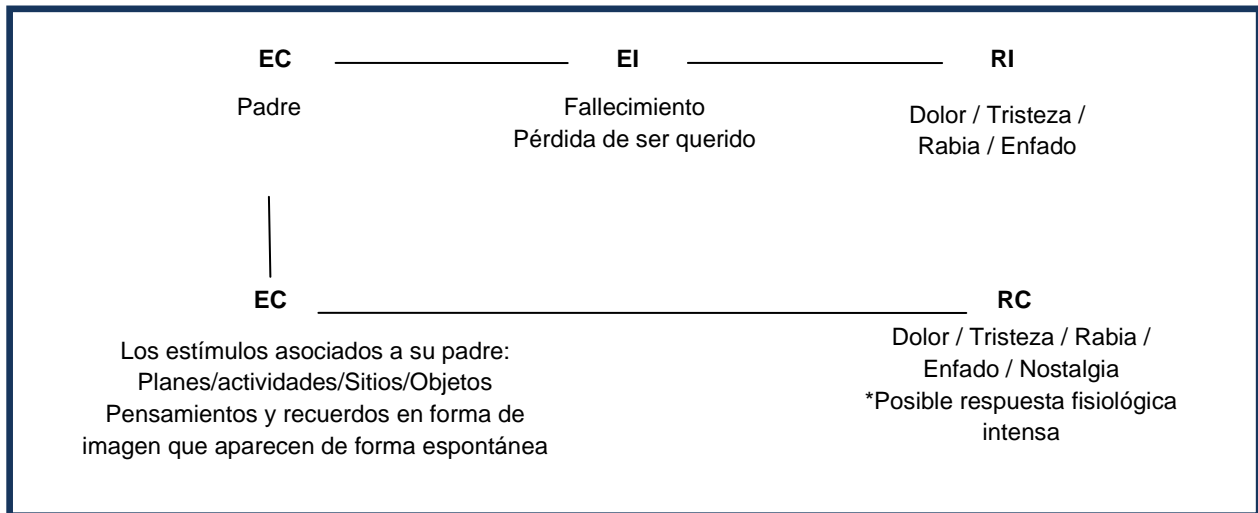 EC EI RI
Padre
Fallecimiento
Pérdida de ser querido
Dolor / Tristeza /
Rabia / Enfado
EC RC
Los estímulos asociados a su padre:
Planes/actividades/Sitios/Objetos
Pensamientos y recuerdos en forma de
imagen que aparecen de forma espontánea
Dolor / Tristeza / Rabia /
Enfado / Nostalgia
*Posible respuesta fisiológica
intensa